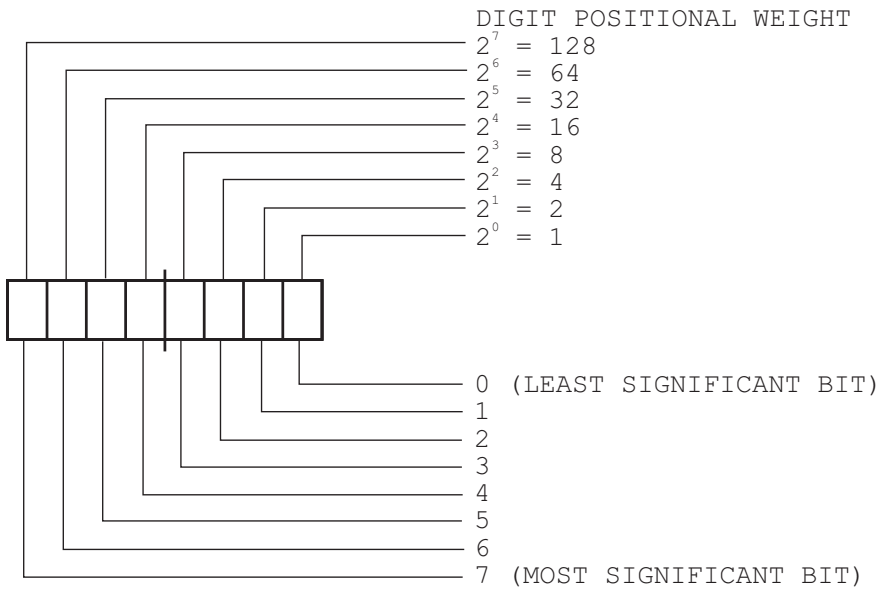 DIGIT POSITIONAL WEIGHT
2⁷ = 128
2⁶ = 64
2⁵ = 32
2⁴ = 16
2³ = 8
2² = 4
2¹ = 2
2⁰ = 1
0 (LEAST SIGNIFICANT BIT)
1
2
3
4
5
6
7 (MOST SIGNIFICANT BIT)